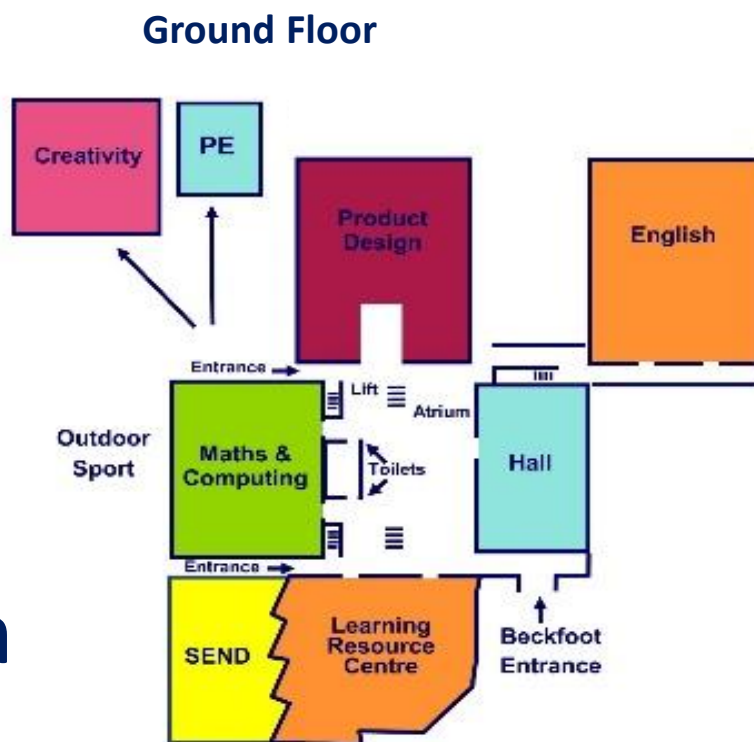 Ground Floor
Creativity
PE
Product
Design
English
Entrance
Lift
Atrium
Outdoor
Sport
Maths &
Computing
Toilets
Hall
Entrance
SEND
Learning
Resource
Centre
Beckfoot
Entrance